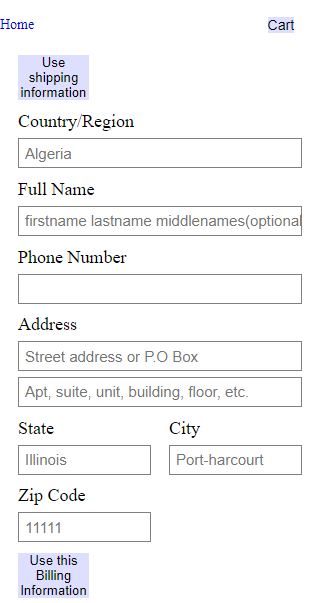 Home Cart
Use
shipping
information
Country/Region
Algeria
Full Name
firstname lastname middlenames(optional
Phone Number
Address
Street address or P.O Box
Apt, suite, unit, building, floor, etc.
State City
Illinois Port-harcourt
Zip Code
11111
Use this
Billing
Information